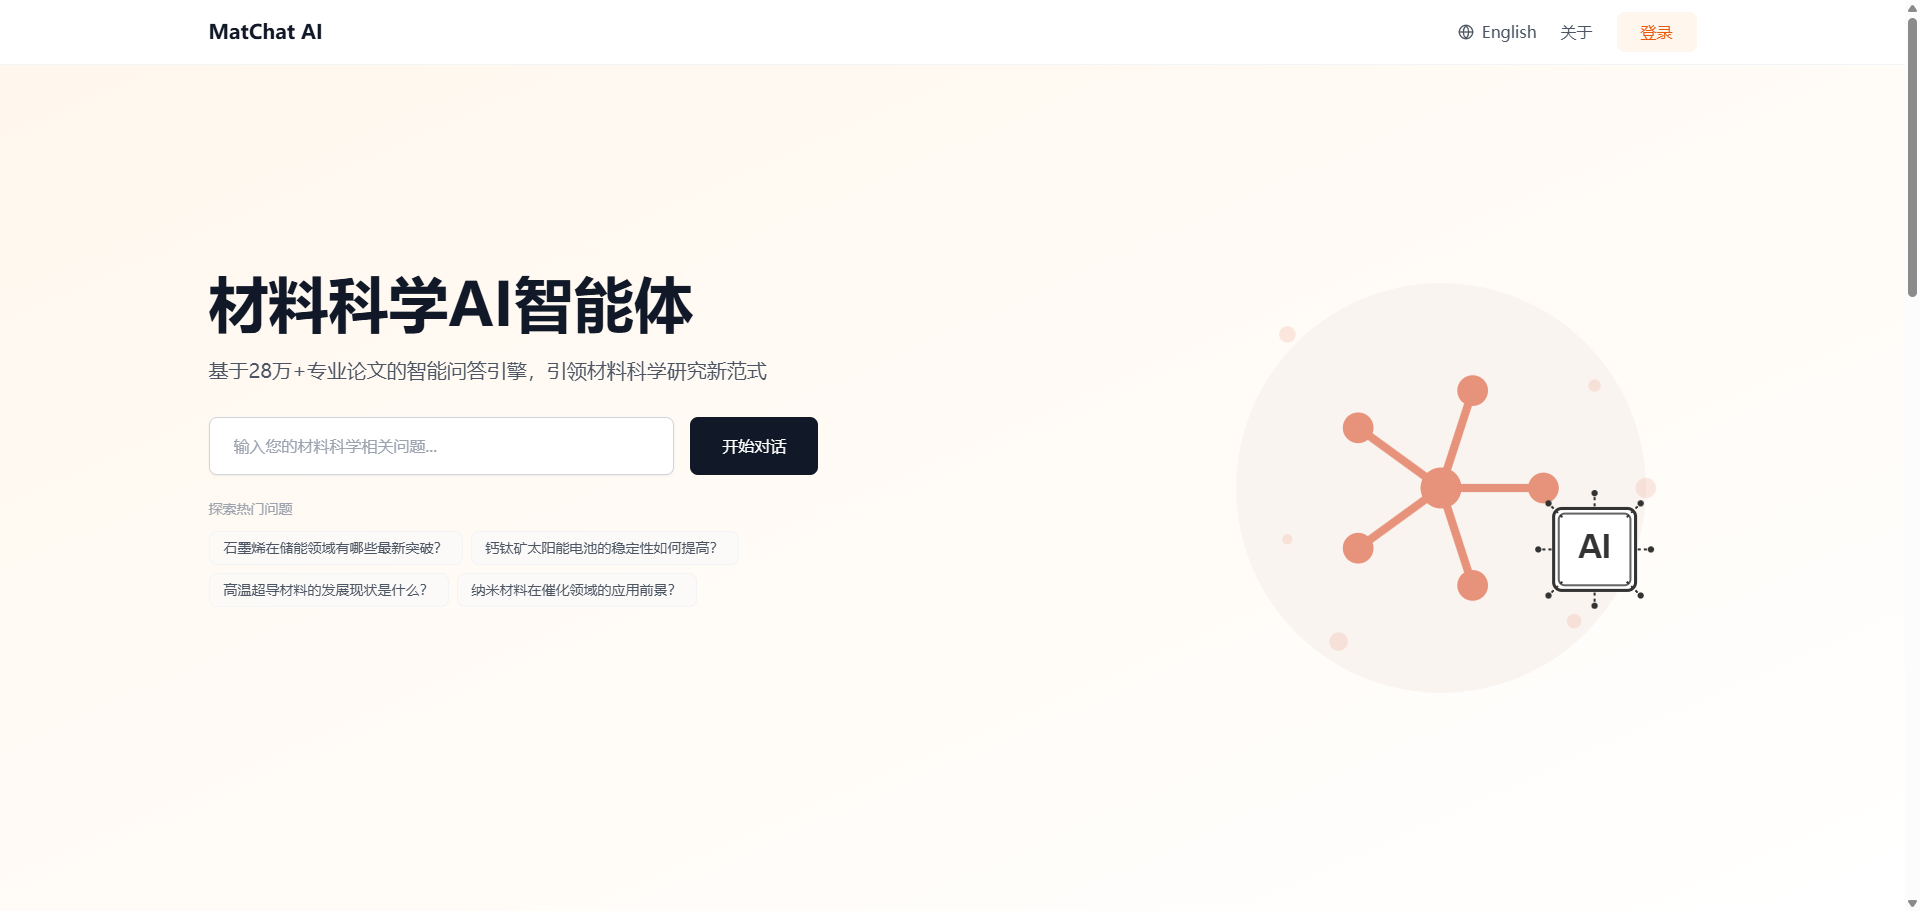 MatChat AI
English
关于
登录
材料科学AI智能体
基于28万+专业论文的智能问答引擎，引领材料科学研究新范式
输入您的材料科学相关问题...
开始对话
探索热门问题
石墨烯在储能领域有哪些最新突破？
钙钛矿太阳能电池的稳定性如何提高？
高温超导材料的发展现状是什么？
纳米材料在催化领域的应用前景？
AI